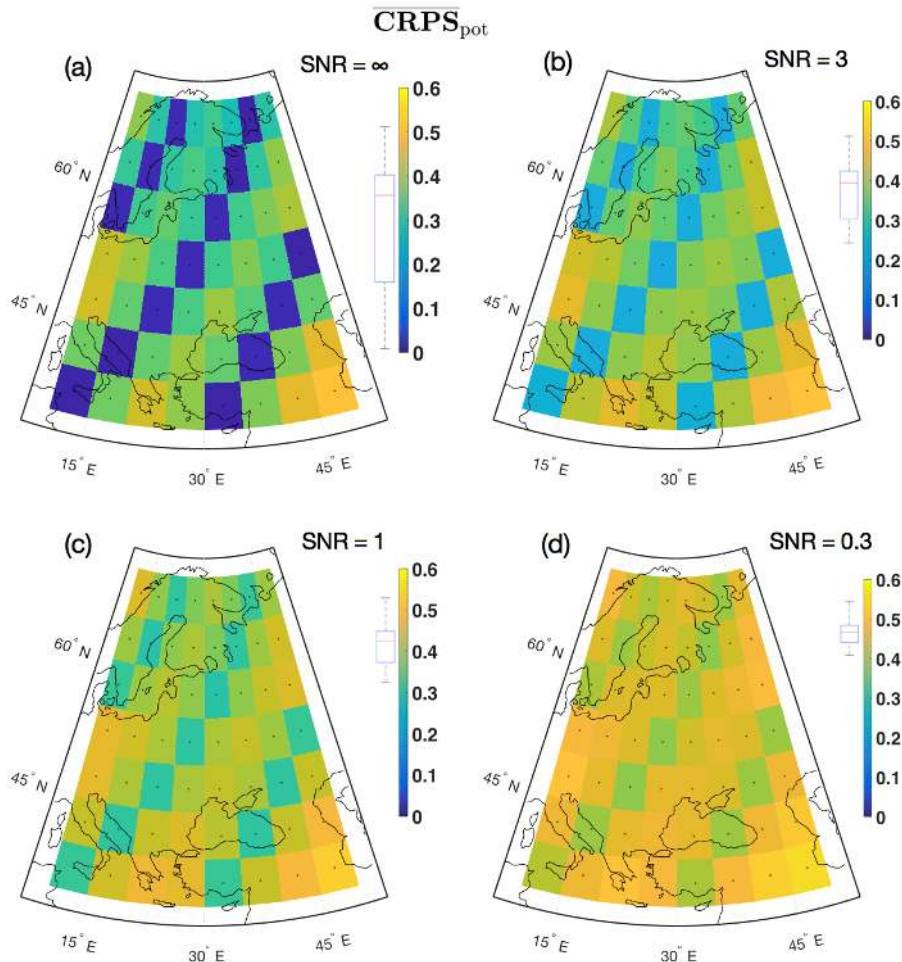 CRPS pot
(a) SNR = ∞
0.6
0.5
0.4
0.3
0.2
0.1
0
60° N
45° N
15° E
30° E
45° E
(b) SNR = 3
0.6
0.5
0.4
0.3
0.2
0.1
0
60° N
45° N
15° E
30° E
45° E
(c) SNR = 1
0.6
0.5
0.4
0.3
0.2
0.1
0
60° N
45° N
15° E
30° E
45° E
(d) SNR = 0.3
0.6
0.5
0.4
0.3
0.2
0.1
0
60° N
45° N
15° E
30° E
45° E